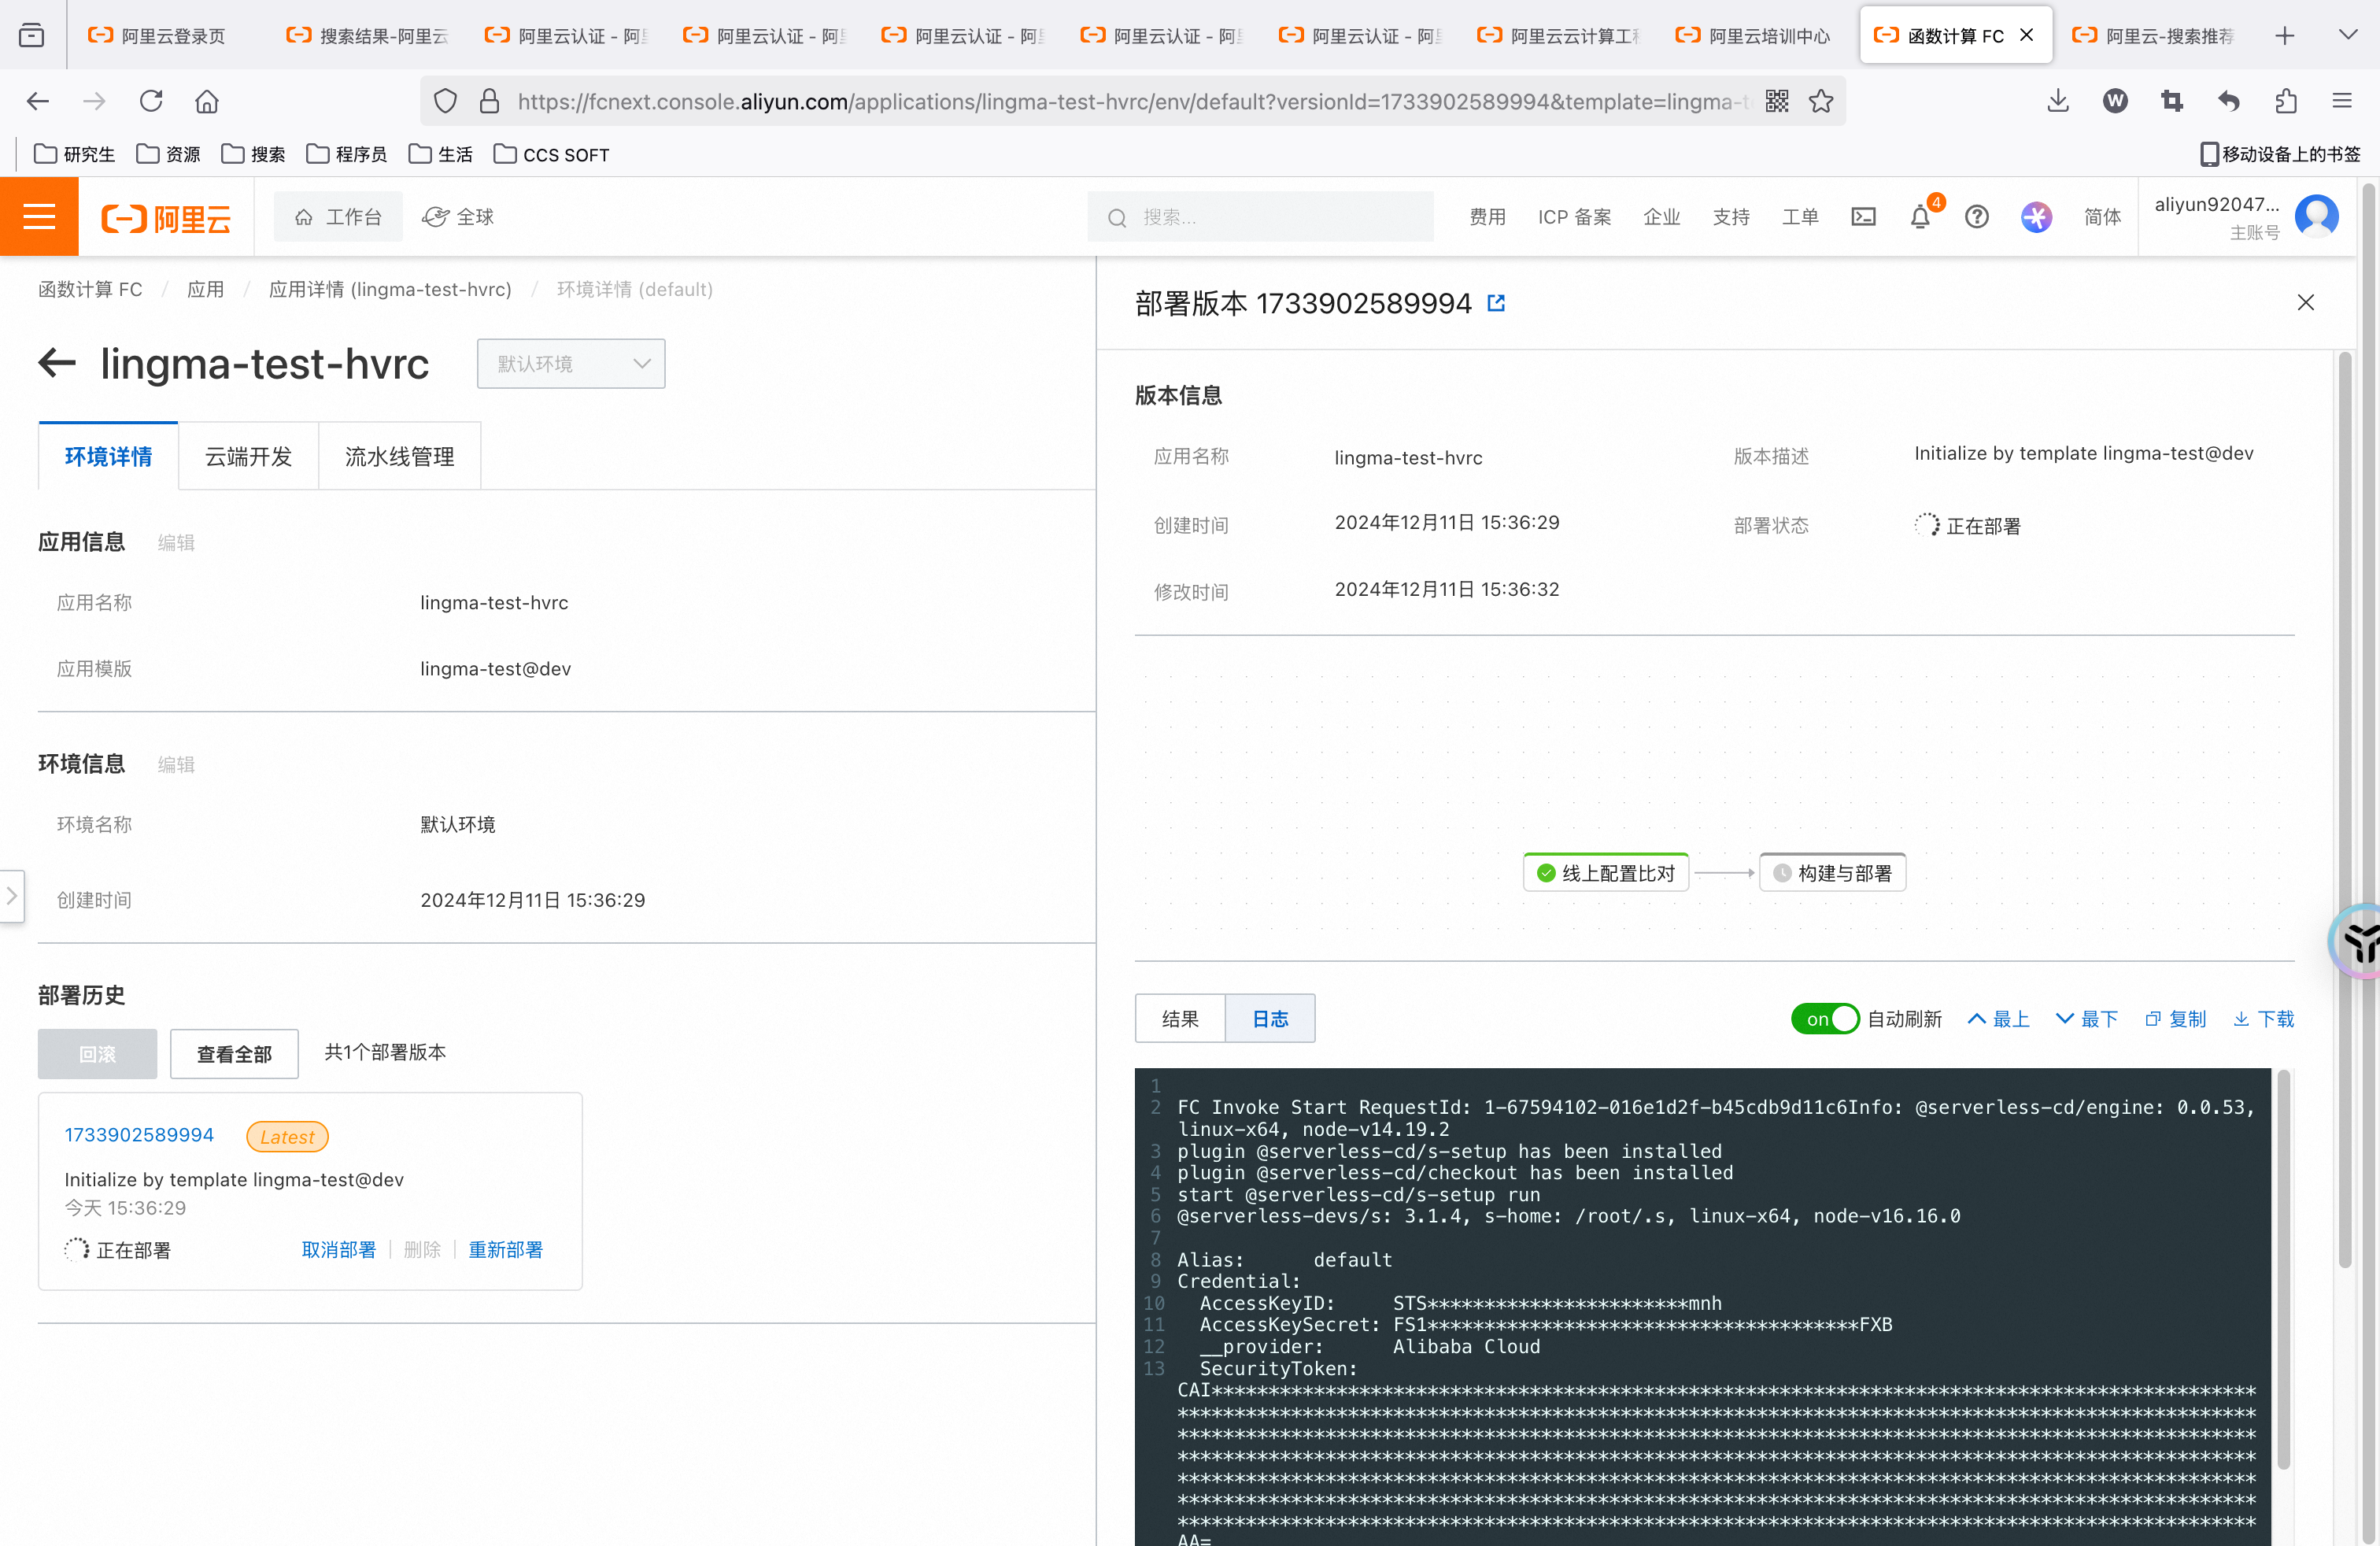 阿里云登录页
搜索结果-阿里云
阿里云认证 - 阿
阿里云认证 - 阿
阿里云认证 - 阿
阿里云认证 - 阿
阿里云认证 - 阿
阿里云云计算工程
阿里云培训中心
函数计算 FC
阿里云-搜索推荐
https://fcnext.console.aliyun.com/applications/lingma-test-hvrc/env/default?versionId=1733902589994&template=lingma-t
研究生
资源
搜索
程序员
生活
CCS SOFT
移动设备上的书签
阿里云
工作台
全球
搜索...
费用
ICP 备案
企业
支持
工单
4
简体
aliyun92047...
主账号
函数计算 FC / 应用 / 应用详情 (lingma-test-hvrc) / 环境详情 (default)
lingma-test-hvrc
默认环境
环境详情
云端开发
流水线管理
应用信息
编辑
应用名称
lingma-test-hvrc
应用模版
lingma-test@dev
环境信息
编辑
环境名称
默认环境
创建时间
2024年12月11日 15:36:29
部署历史
回滚
查看全部
共1个部署版本
1733902589994
Latest
Initialize by template lingma-test@dev
今天 15:36:29
正在部署
取消部署
删除
重新部署
部署版本 1733902589994
版本信息
应用名称
lingma-test-hvrc
版本描述
Initialize by template lingma-test@dev
创建时间
2024年12月11日 15:36:29
部署状态
正在部署
修改时间
2024年12月11日 15:36:32
线上配置比对
构建与部署
结果
日志
on
自动刷新
最上
最下
复制
下载
1
2 FC Invoke Start RequestId: 1-67594102-016e1d2f-b45cdb9d11c6Info: @serverless-cd/engine: 0.0.53,
linux-x64, node-v14.19.2
3 plugin @serverless-cd/s-setup has been installed
4 plugin @serverless-cd/checkout has been installed
5 start @serverless-cd/s-setup run
6 @serverless-devs/s: 3.1.4, s-home: /root/.s, linux-x64, node-v16.16.0
7
8 Alias: default
9 Credential:
10 AccessKeyID: STS***********************mnh
11 AccessKeySecret: FS1**************************************FXB
12 __provider: Alibaba Cloud
13 SecurityToken:
CAI********************************************************************************************
***********************************************************************************************
***********************************************************************************************
***********************************************************************************************
***********************************************************************************************
***********************************************************************************************
***********************************************************************************************
AA=